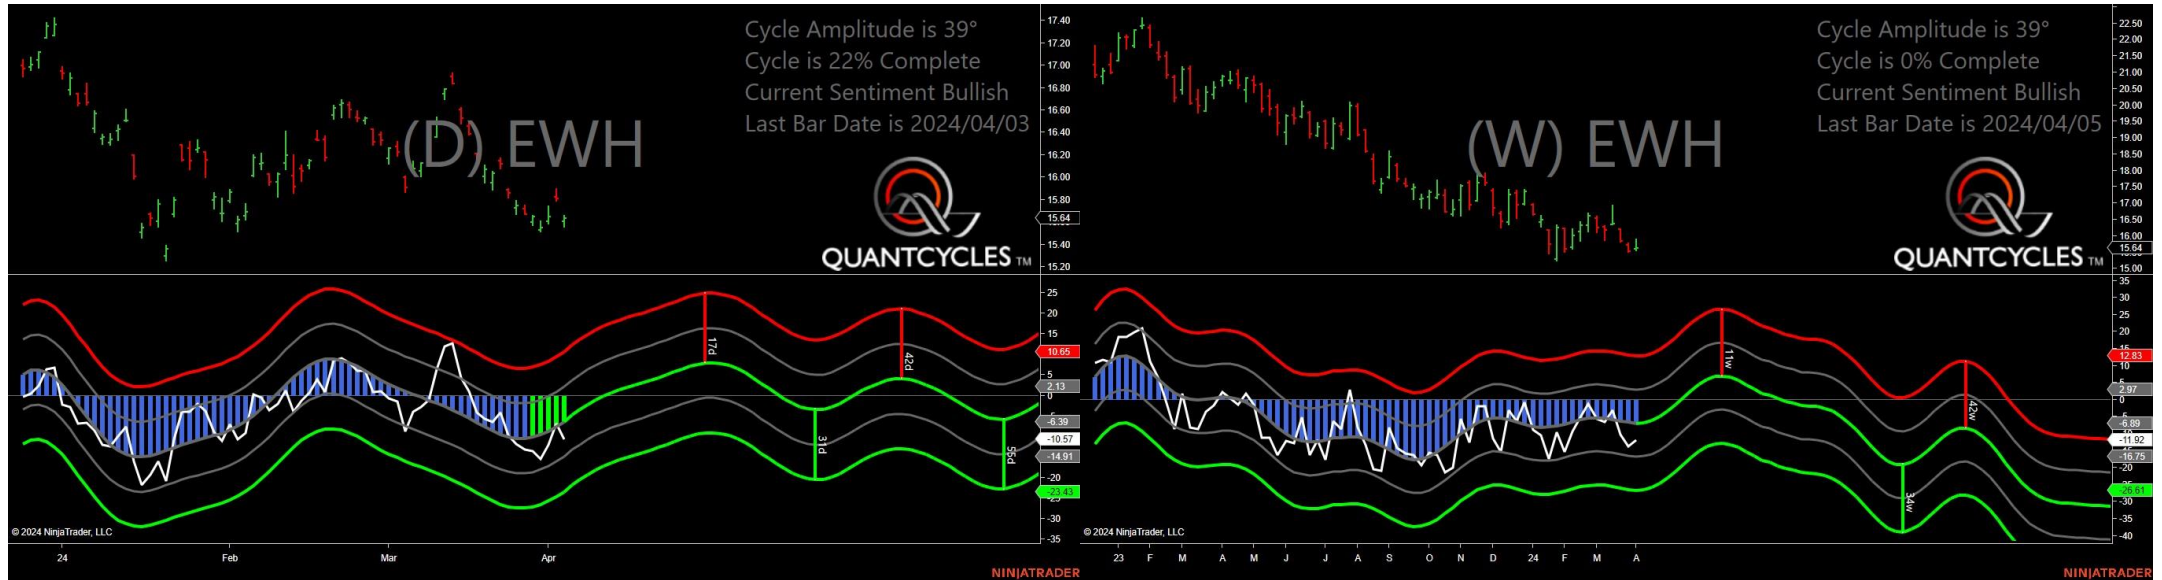 Cycle Amplitude is 39°
Cycle is 22% Complete
Current Sentiment Bullish
Last Bar Date is 2024/04/03
(D) EWH
QUANTCYCLES TM
17.40
17.20
17.00
16.80
16.60
16.40
16.20
16.00
15.80
15.64
15.40
15.20
25
20
15
10.65
5
2.13
0
-6.39
-10.57
-14.91
-20
-23.43
-30
-35
17d
31d
42d
55d
© 2024 NinjaTrader, LLC
24
Feb
Mar
Apr
NINJATRADER
Cycle Amplitude is 39°
Cycle is 0% Complete
Current Sentiment Bullish
Last Bar Date is 2024/04/05
(W) EWH
QUANTCYCLES TM
22.50
22.00
21.50
21.00
20.50
20.00
19.50
19.00
18.50
18.00
17.50
17.00
16.50
16.00
15.64
15.00
35
30
25
20
15
12.83
2.97
0
-6.89
-11.92
-16.75
-20
-26.61
-30
-35
-40
11w
34w
42w
© 2024 NinjaTrader, LLC
23
F
M
A
M
J
J
A
S
O
N
D
24
F
M
A
NINJATRADER